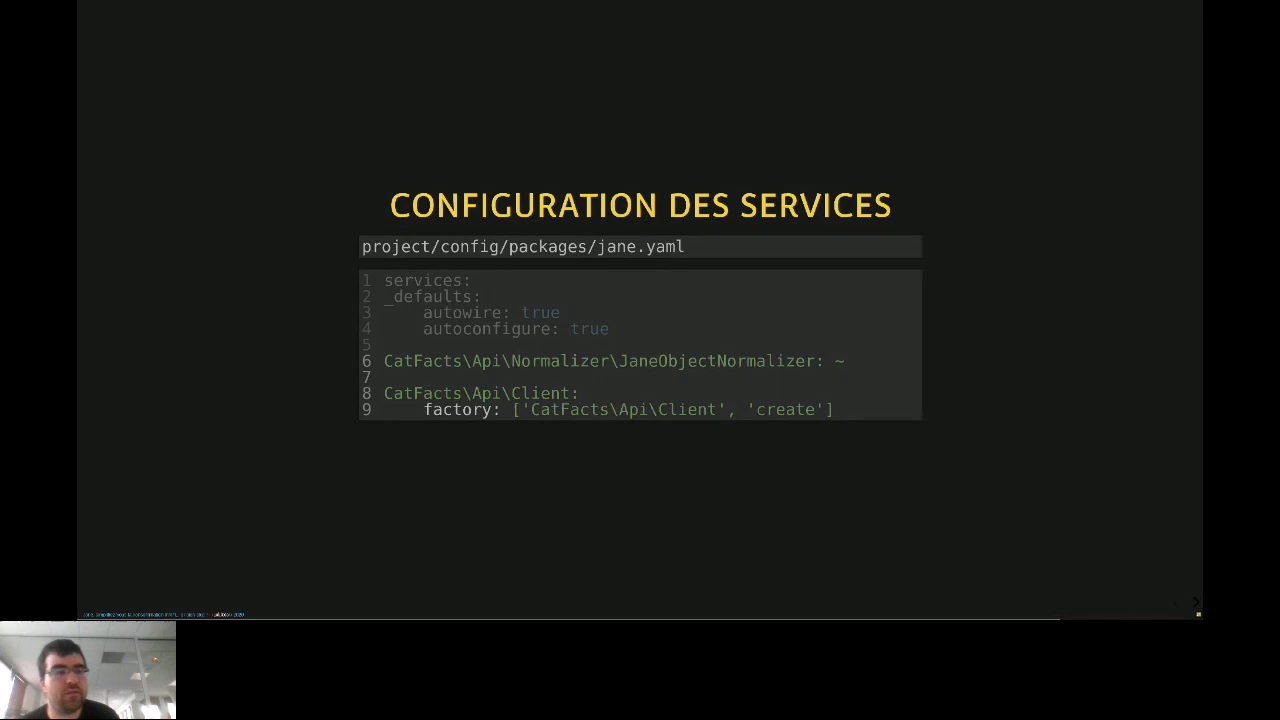 CONFIGURATION DES SERVICES
project/config/packages/jane.yaml
1 services:
2 _defaults:
3 autowire: true
4 autoconfigure: true
5
6 CatFacts\Api\Normalizer\JaneObjectNormalizer: ~
7
8 CatFacts\Api\Client:
9 factory: ['CatFacts\Api\Client', 'create']